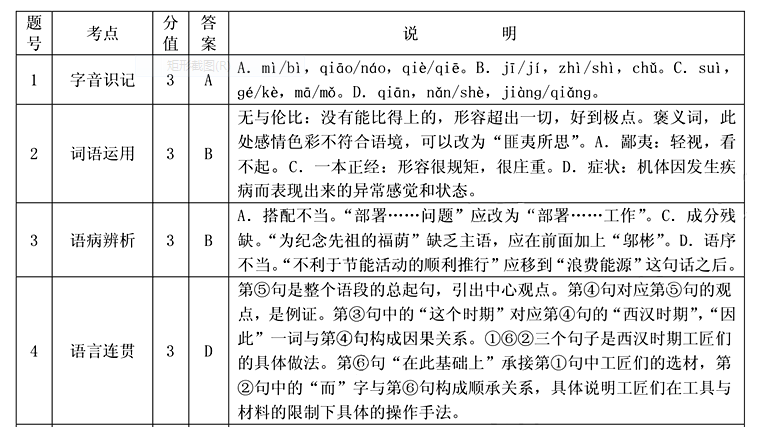 题号 考点 分值 答案 说 明
矩形截图(R)
1 字音识记 3 A A. mì/bì, qiāo/náo, qiè/qiē。B. jī/jí, zhì/shì, chǔ。C. suì,
gé/kè, mā/mǒ。D. qiān, nǎn/shè, jiàng/qiǎng。
2 词语运用 3 B 无与伦比：没有能比得上的，形容超出一切，好到极点。褒义词，此
处感情色彩不符合语境，可以改为“匪夷所思”。A. 鄙夷：轻视，看
不起。C. 一本正经：形容很规矩，很庄重。D. 症状：机体因发生疾
病而表现出来的异常感觉和状态。
3 语病辨析 3 B A. 搭配不当。“部署……问题”应改为“部署……工作”。C. 成分残
缺。“为纪念先祖的福荫”缺乏主语，应在前面加上“邬彬”。D. 语序
不当。“不利于节能活动的顺利推行”应移到“浪费能源”这句话之后。
4 语言连贯 3 D 第⑤句是整个语段的总起句，引出中心观点。第④句对应第⑤句的观
点，是例证。第③句中的“这个时期”对应第④句的“西汉时期”，“因
此”一词与第④句构成因果关系。①⑥②三个句子是西汉时期工匠们
的具体做法。第⑥句“在此基础上”承接第①句中工匠们的选材，第
②句中的“而”字与第⑥句构成顺承关系，具体说明工匠们在工具与
材料的限制下具体的操作手法。